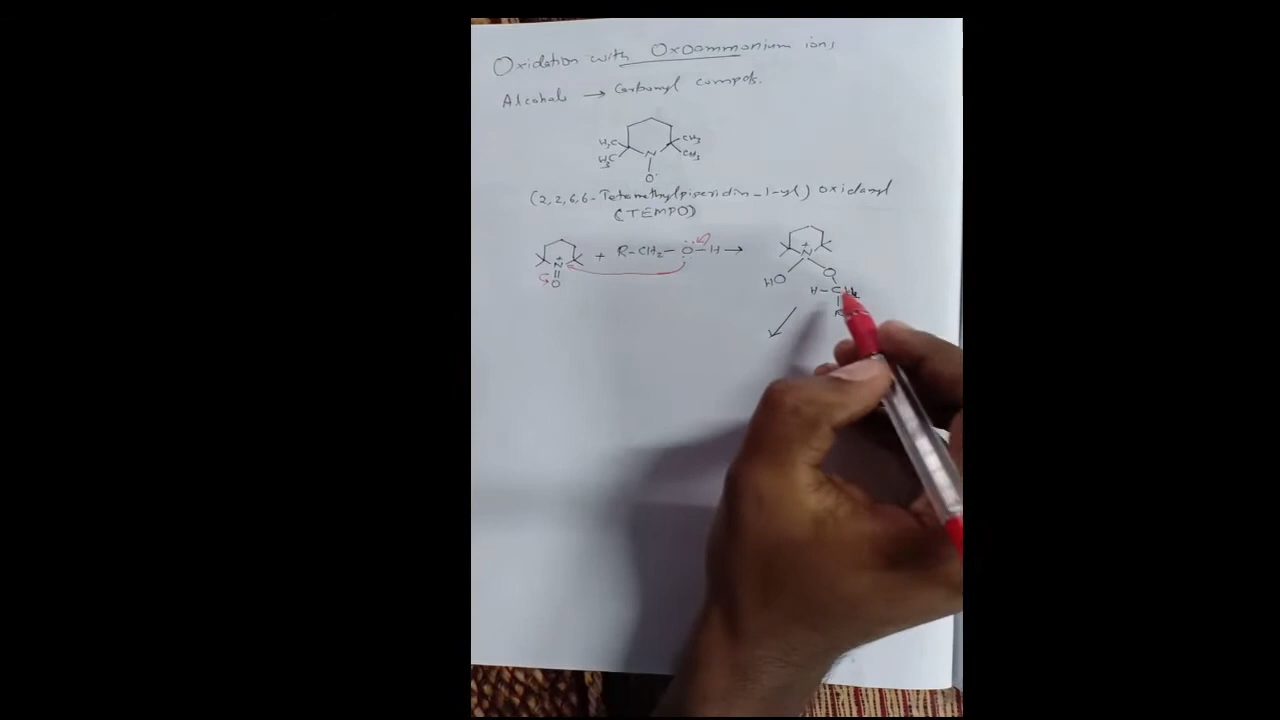 Oxidation with Oxoammonium ions
Alcohols → Carbonyl compds.
H3C CH3
H3C N CH3
O·
(2,2,6,6-Tetramethylpiperidin-1-yl) oxidanyl
(TEMPO)
N+ + R-CH2-O-H → N+
O HO O
H-C
R